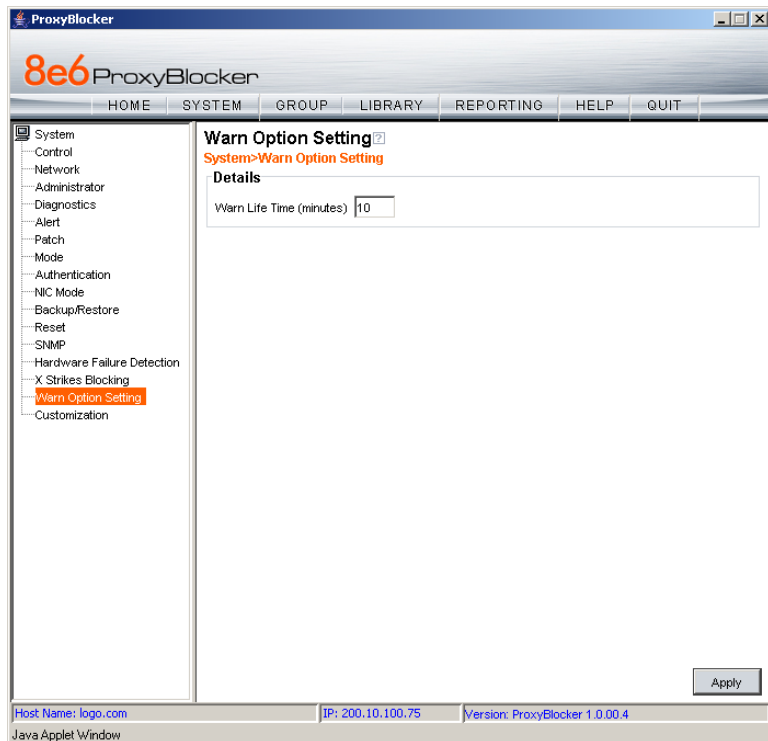 ProxyBlocker
8e6 ProxyBlocker
HOME SYSTEM GROUP LIBRARY REPORTING HELP QUIT
System
Control
Network
Administrator
Diagnostics
Alert
Patch
Mode
Authentication
NIC Mode
Backup/Restore
Reset
SNMP
Hardware Failure Detection
X Strikes Blocking
Warn Option Setting
Customization
Warn Option Setting ?
System>Warn Option Setting
Details
Warn Life Time (minutes) 10
Apply
Host Name: logo.com IP: 200.10.100.75 Version: ProxyBlocker 1.0.00.4
Java Applet Window